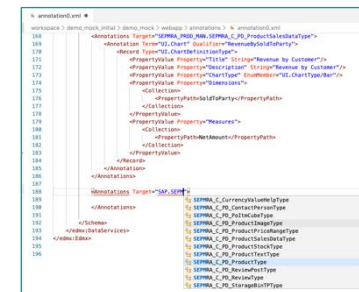 annotation0.xml
workspace > demo_mock_initial > demo_mock > webapp > annotations > annotation0.xml
168 <Annotations Target="SEPMRA_PROD_MAN.SEPMRA_C_PD_ProductSalesDataType">
169 <Annotation Term="UI.Chart" Qualifier="RevenueBySoldToParty">
170 <Record Type="UI.ChartDefinitionType">
171 <PropertyValue Property="Title" String="Revenue by Customer"/>
172 <PropertyValue Property="Description" String="Revenue by Customer"/>
173 <PropertyValue Property="ChartType" EnumMember="UI.ChartType/Bar"/>
174 <PropertyValue Property="Dimensions">
175 <Collection>
176 <PropertyPath>SoldToParty</PropertyPath>
177 </Collection>
178 </PropertyValue>
179 <PropertyValue Property="Measures">
180 <Collection>
181 <PropertyPath>NetAmount</PropertyPath>
182 </Collection>
183 </PropertyValue>
184 </Record>
185 </Annotation>
186 </Annotations>
187
188 <Annotations Target="SAP.SEPM">
189 SEPMRA_C_CurrencyValueHelpType
190 </Annotations> SEPMRA_C_PD_ContactPersonType
191 SEPMRA_C_PD_PoItmCubeType
192 </Schema> SEPMRA_C_PD_ProductImageType
193 </edmx:DataServices> SEPMRA_C_PD_ProductPriceRangeType
194 </edmx:Edmx> SEPMRA_C_PD_ProductSalesDataType
195 SEPMRA_C_PD_ProductStockType
196 SEPMRA_C_PD_ProductTextType
SEPMRA_C_PD_ProductType
SEPMRA_C_PD_ReviewPostType
SEPMRA_C_PD_ReviewType
SEPMRA_C_PD_StorageBinTPType